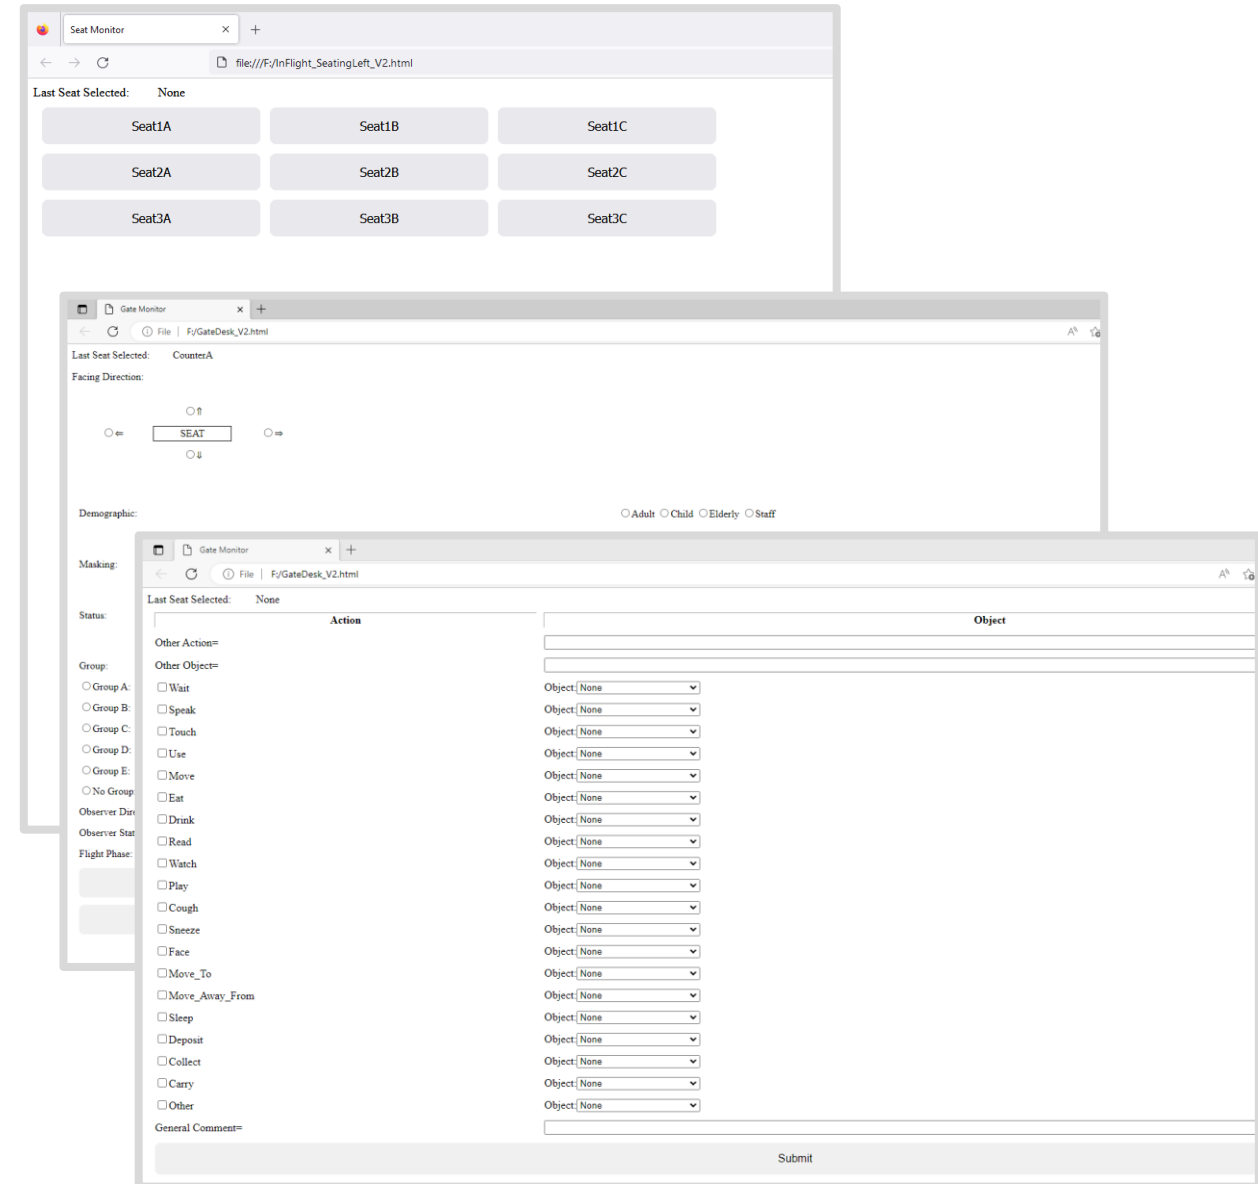 Seat Monitor
file:///F:/InFlight_SeatingLeft_V2.html
Last Seat Selected: None
Seat1A Seat1B Seat1C
Seat2A Seat2B Seat2C
Seat3A Seat3B Seat3C
Gate Monitor
File | F:/GateDesk_V2.html
Last Seat Selected: CounterA
Facing Direction:
⇑
⇐ SEAT ⇒
⇓
Demographic: Adult Child Elderly Staff
Masking:
Status:
Group:
Group A:
Group B:
Group C:
Group D:
Group E:
No Group
Observer Dire
Observer Stat
Flight Phase:
Gate Monitor
File | F:/GateDesk_V2.html
Last Seat Selected: None
Action Object
Other Action=
Other Object=
Wait Object: None
Speak Object: None
Touch Object: None
Use Object: None
Move Object: None
Eat Object: None
Drink Object: None
Read Object: None
Watch Object: None
Play Object: None
Cough Object: None
Sneeze Object: None
Face Object: None
Move_To Object: None
Move_Away_From Object: None
Sleep Object: None
Deposit Object: None
Collect Object: None
Carry Object: None
Other Object: None
General Comment=
Submit